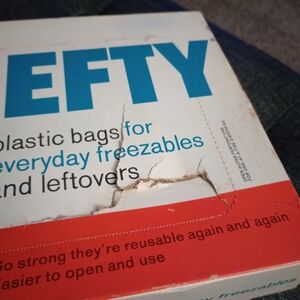 EFTY
plastic bags for
everyday freezables
and leftovers
So strong they're reusable again and again
Easier to open and use
freezables